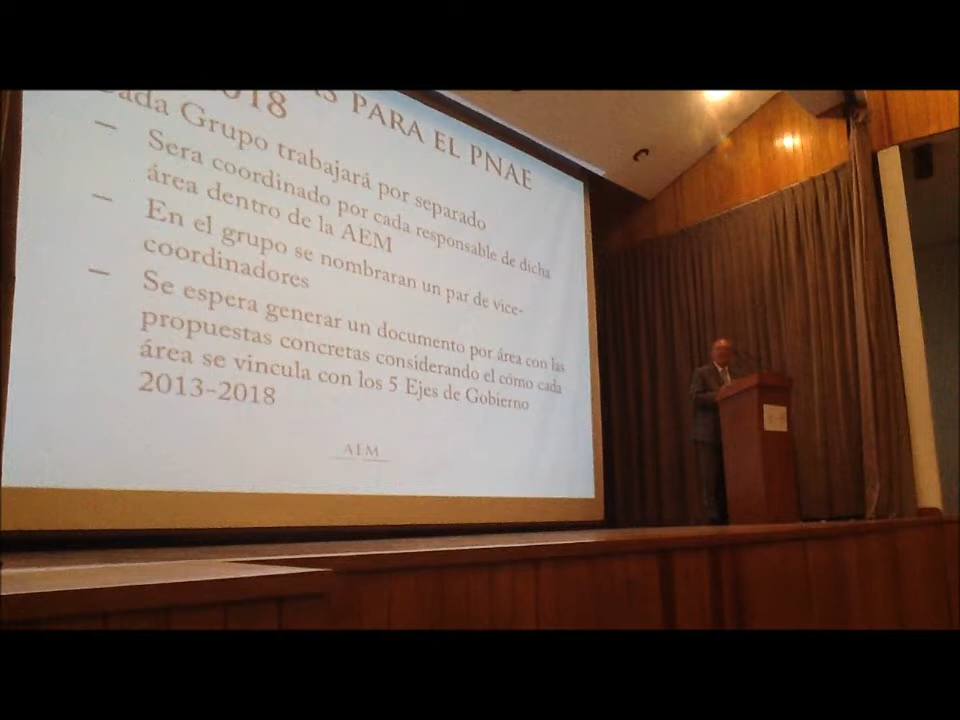 PARA EL PNAE
2018
Cada Grupo trabajará por separado
– Sera coordinado por cada responsable de dicha
área dentro de la AEM
– En el grupo se nombraran un par de vice-
coordinadores
– Se espera generar un documento por área con las
propuestas concretas considerando el cómo cada
área se vincula con los 5 Ejes de Gobierno
2013-2018
AEM